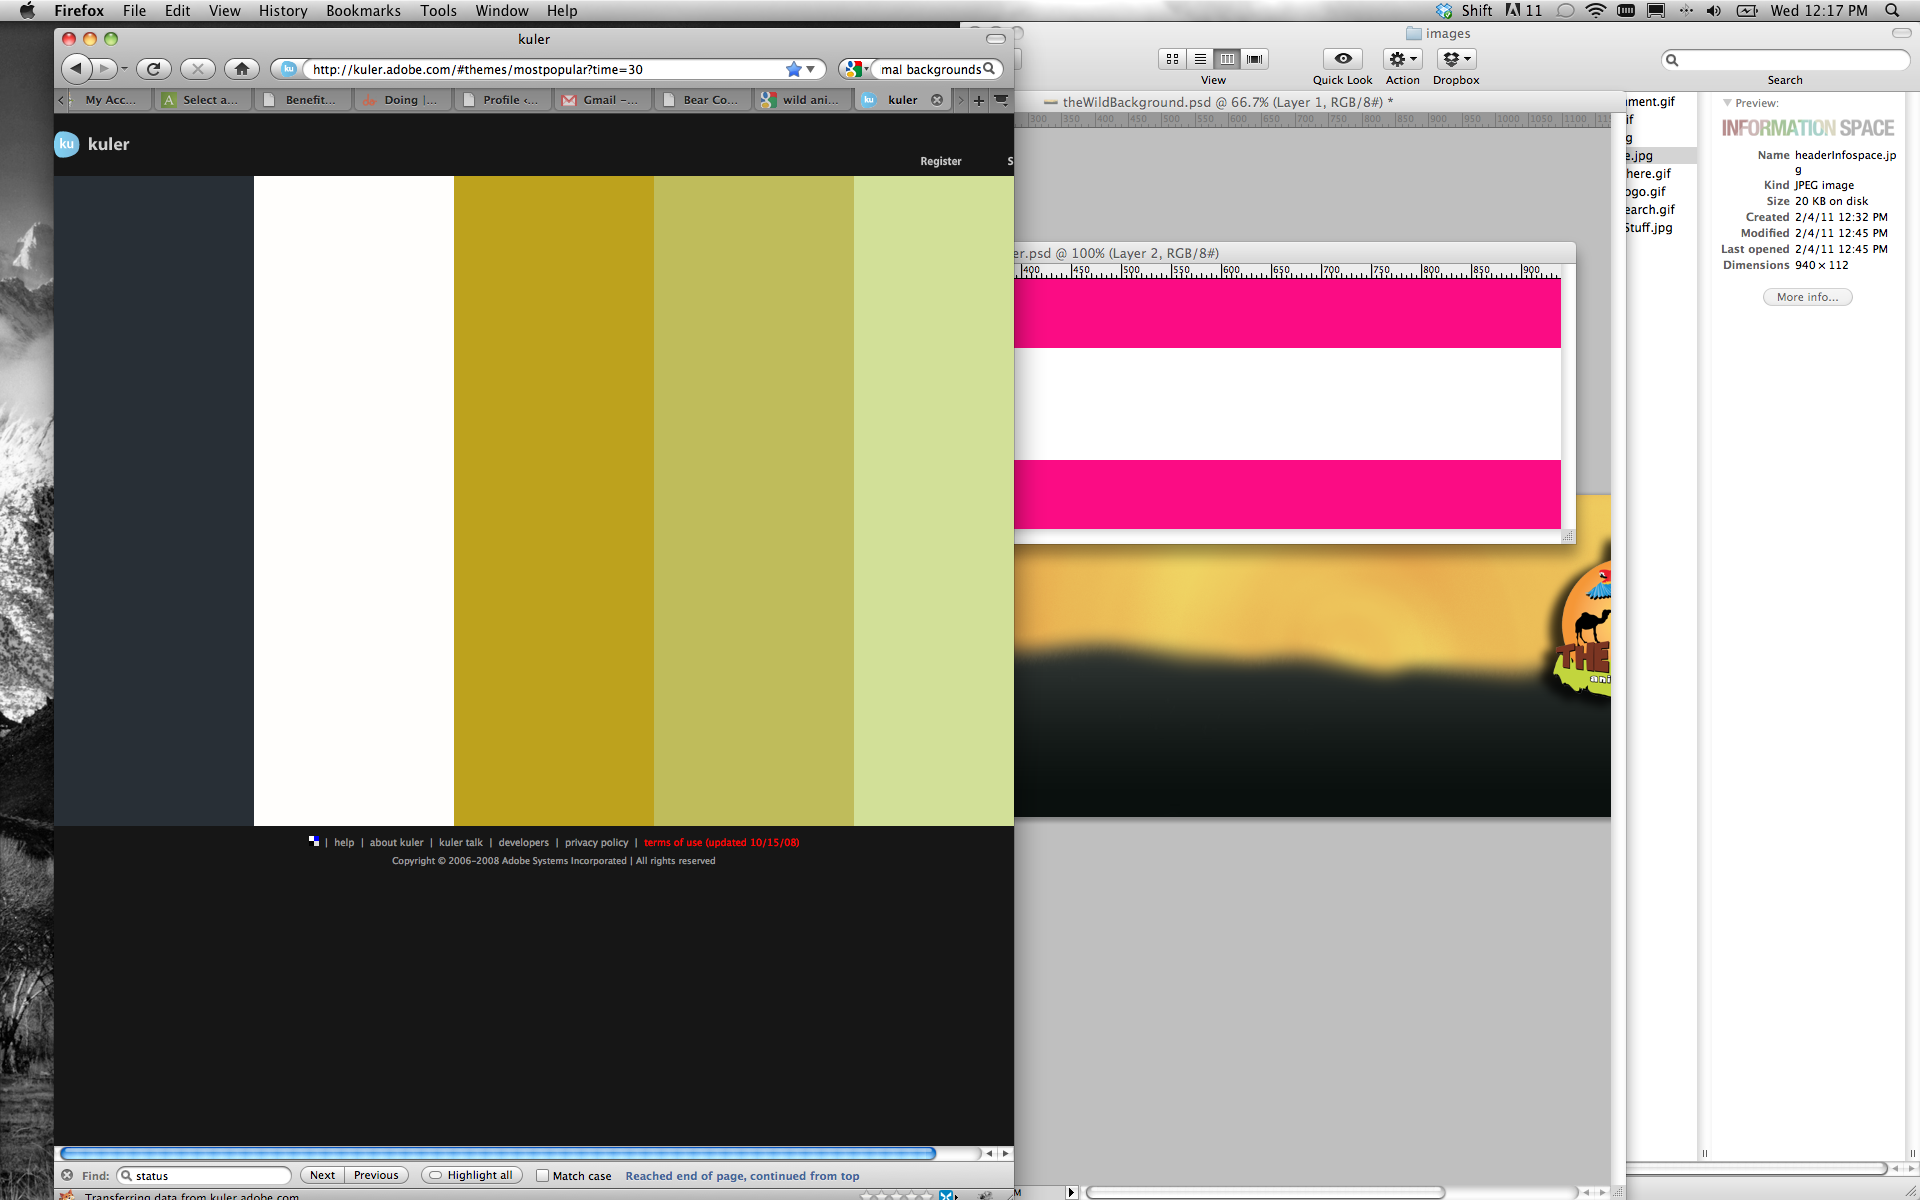 Firefox File Edit View History Bookmarks Tools Window Help
Shift 11 Wed 12:17 PM
kuler
http://kuler.adobe.com/#themes/mostpopular?time=30
mal backgrounds
My Acc... Select a... Benefit... Doing |... Profile ‹... Gmail –... Bear Co... wild ani... kuler
ku kuler
Register S
help | about kuler | kuler talk | developers | privacy policy | terms of use (updated 10/15/08)
Copyright © 2006-2008 Adobe Systems Incorporated | All rights reserved
Find: status Next Previous Highlight all Match case Reached end of page, continued from top
Transferring data from kuler.adobe.com
images
View Quick Look Action Dropbox Search
theWildBackground.psd @ 66.7% (Layer 1, RGB/8#) *
300 350 400 450 500 550 600 650 700 750 800 850 900 950 1000 1050 1100 115
er.psd @ 100% (Layer 2, RGB/8#)
400 450 500 550 600 650 700 750 800 850 900
THE
ani
ment.gif
if
g
e.jpg
here.gif
ogo.gif
earch.gif
Stuff.jpg
Preview:
INFORMATION SPACE
Name headerInfospace.jp
g
Kind JPEG image
Size 20 KB on disk
Created 2/4/11 12:32 PM
Modified 2/4/11 12:45 PM
Last opened 2/4/11 12:45 PM
Dimensions 940 × 112
More info...
M